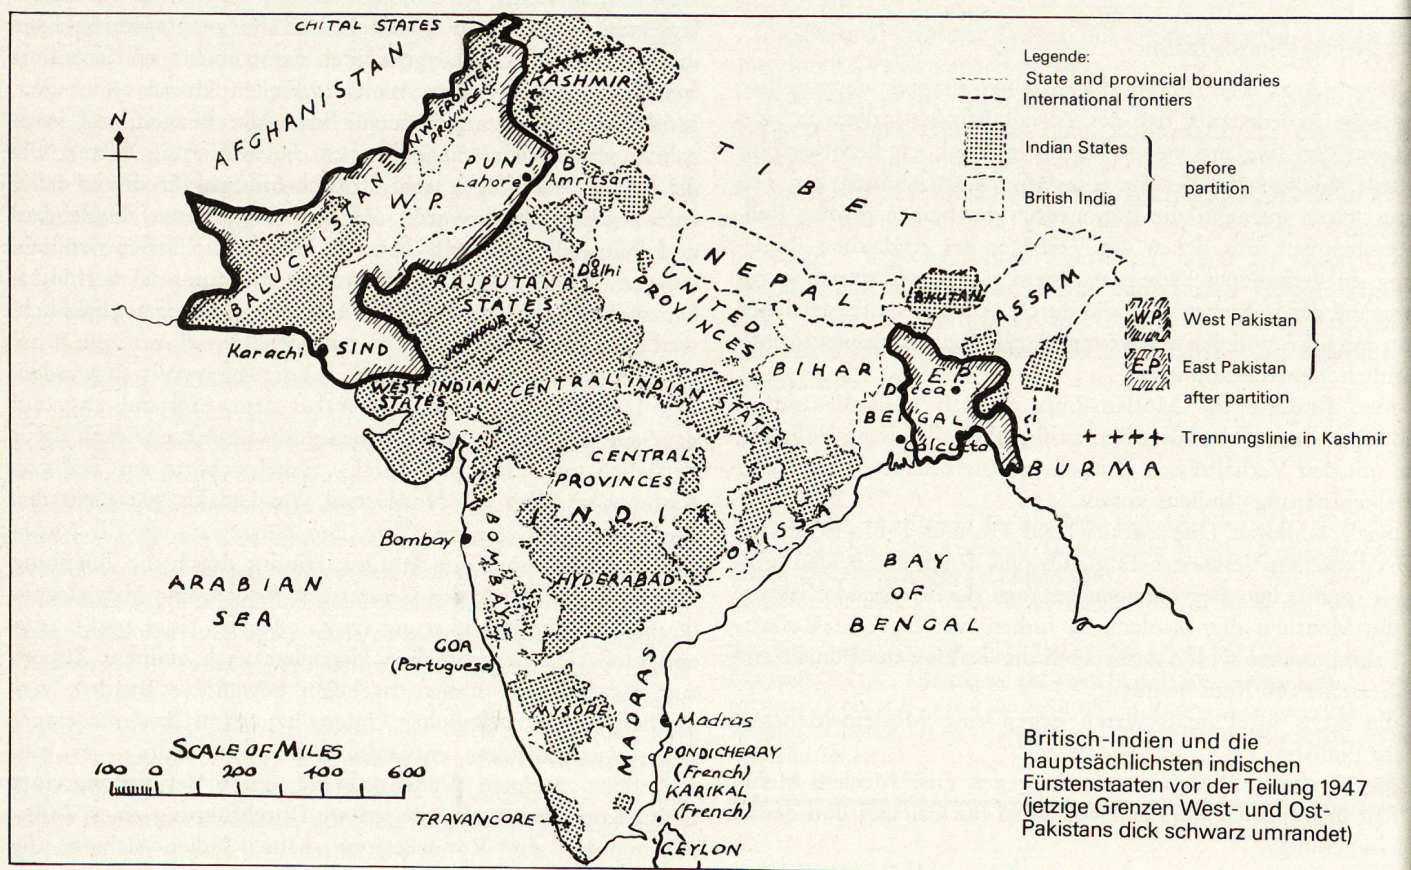 CHITAL STATES
AFGHANISTAN
N.W. FRONTIER
PROVINCE
KASHMIR
N
PUNJAB
Lahore
Amritsar
W.P.
TIBET
BALUCHISTAN
Delhi
RAJPUTANA
STATES
JODHPUR
NEPAL
UNITED
PROVINCES
BHUTAN
ASSAM
Karachi
SIND
WEST INDIAN
STATES
CENTRAL INDIAN STATES
BIHAR
E.P.
Dacca
BENGAL
Calcutta
BURMA
CENTRAL
PROVINCES
INDIA
ORISSA
Bombay
BOMBAY
HYDERABAD
ARABIAN
SEA
BAY
OF
BENGAL
GOA
(Portuguese)
MYSORE
MADRAS
Madras
PONDICHERRY
(French)
KARIKAL
(French)
TRAVANCORE
CEYLON
SCALE OF MILES
100 0 200 400 600
Legende:
State and provincial boundaries
International frontiers
Indian States
British India
before
partition
W.P. West Pakistan
E.P. East Pakistan
after partition
++++ Trennungslinie in Kashmir
Britisch-Indien und die
hauptsächlichsten indischen
Fürstenstaaten vor der Teilung 1947
(jetzige Grenzen West- und Ost-
Pakistans dick schwarz umrandet)